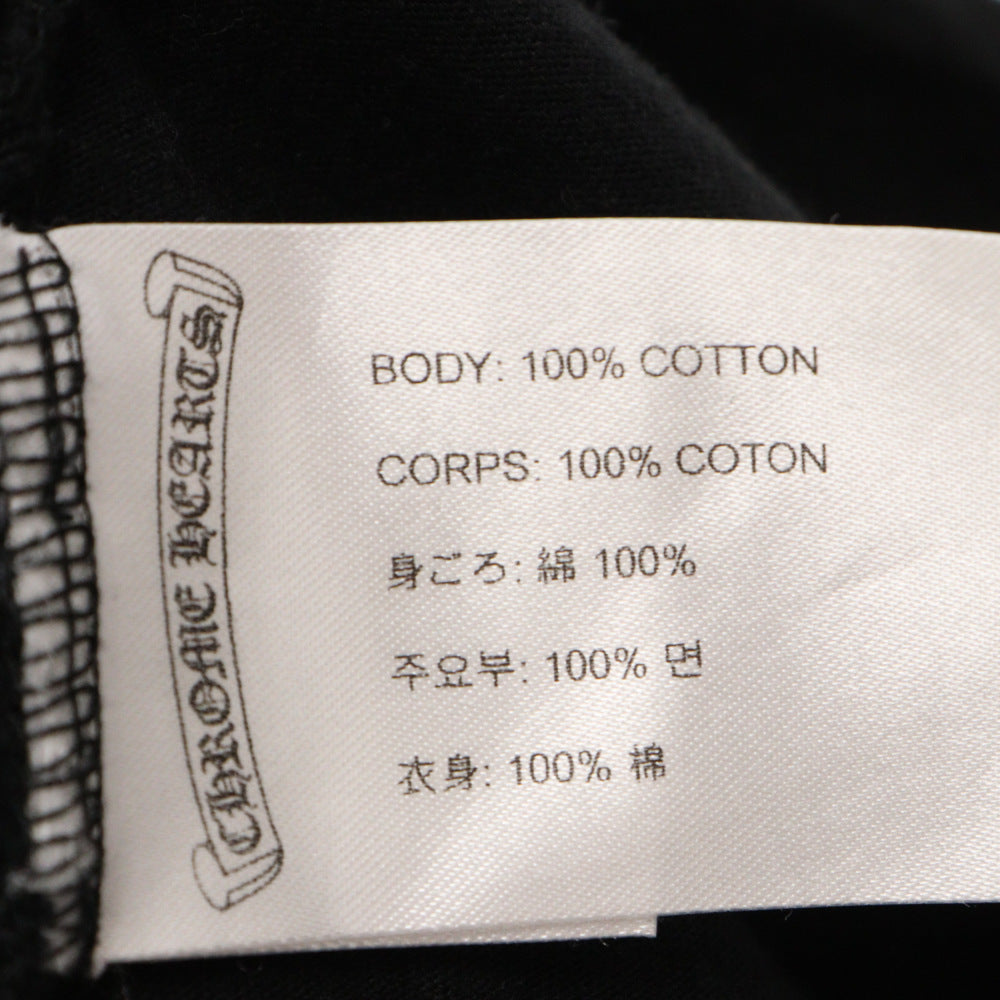 CHROME HEARTS
BODY: 100% COTTON
CORPS: 100% COTON
身ごろ: 綿 100%
주요부: 100% 면
衣身: 100% 棉